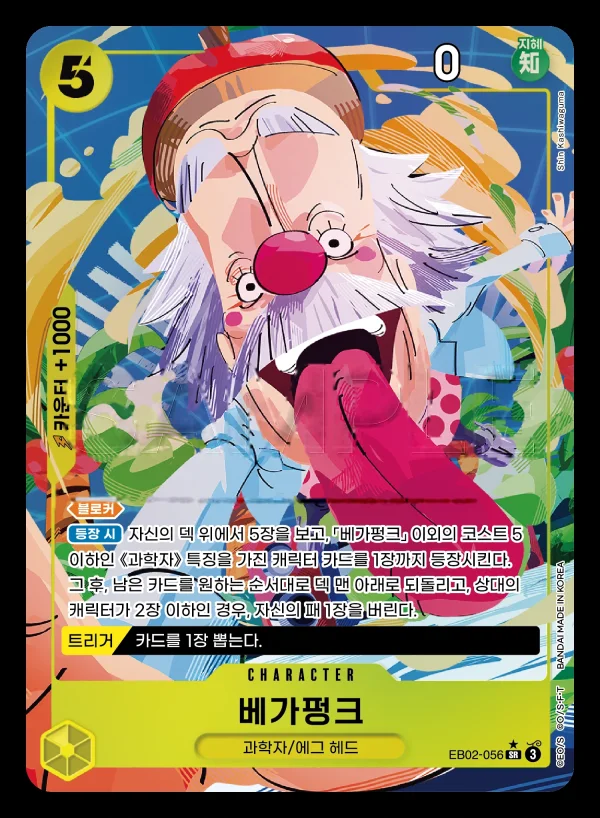 5
0
지혜
知
Shin Kashiwaguma
카운터 +1000
SAMPLE
블로커
등장 시 자신의 덱 위에서 5장을 보고, 「베가펑크」 이외의 코스트 5
이하인 《과학자》 특징을 가진 캐릭터 카드를 1장까지 등장시킨다.
그 후, 남은 카드를 원하는 순서대로 덱 맨 아래로 되돌리고, 상대의
캐릭터가 2장 이하인 경우, 자신의 패 1장을 버린다.
트리거 카드를 1장 뽑는다.
CHARACTER
베가펑크
과학자/에그 헤드
EB02-056 SR 3
©EO/S ©O/S·F·T BANDAI MADE IN KOREA